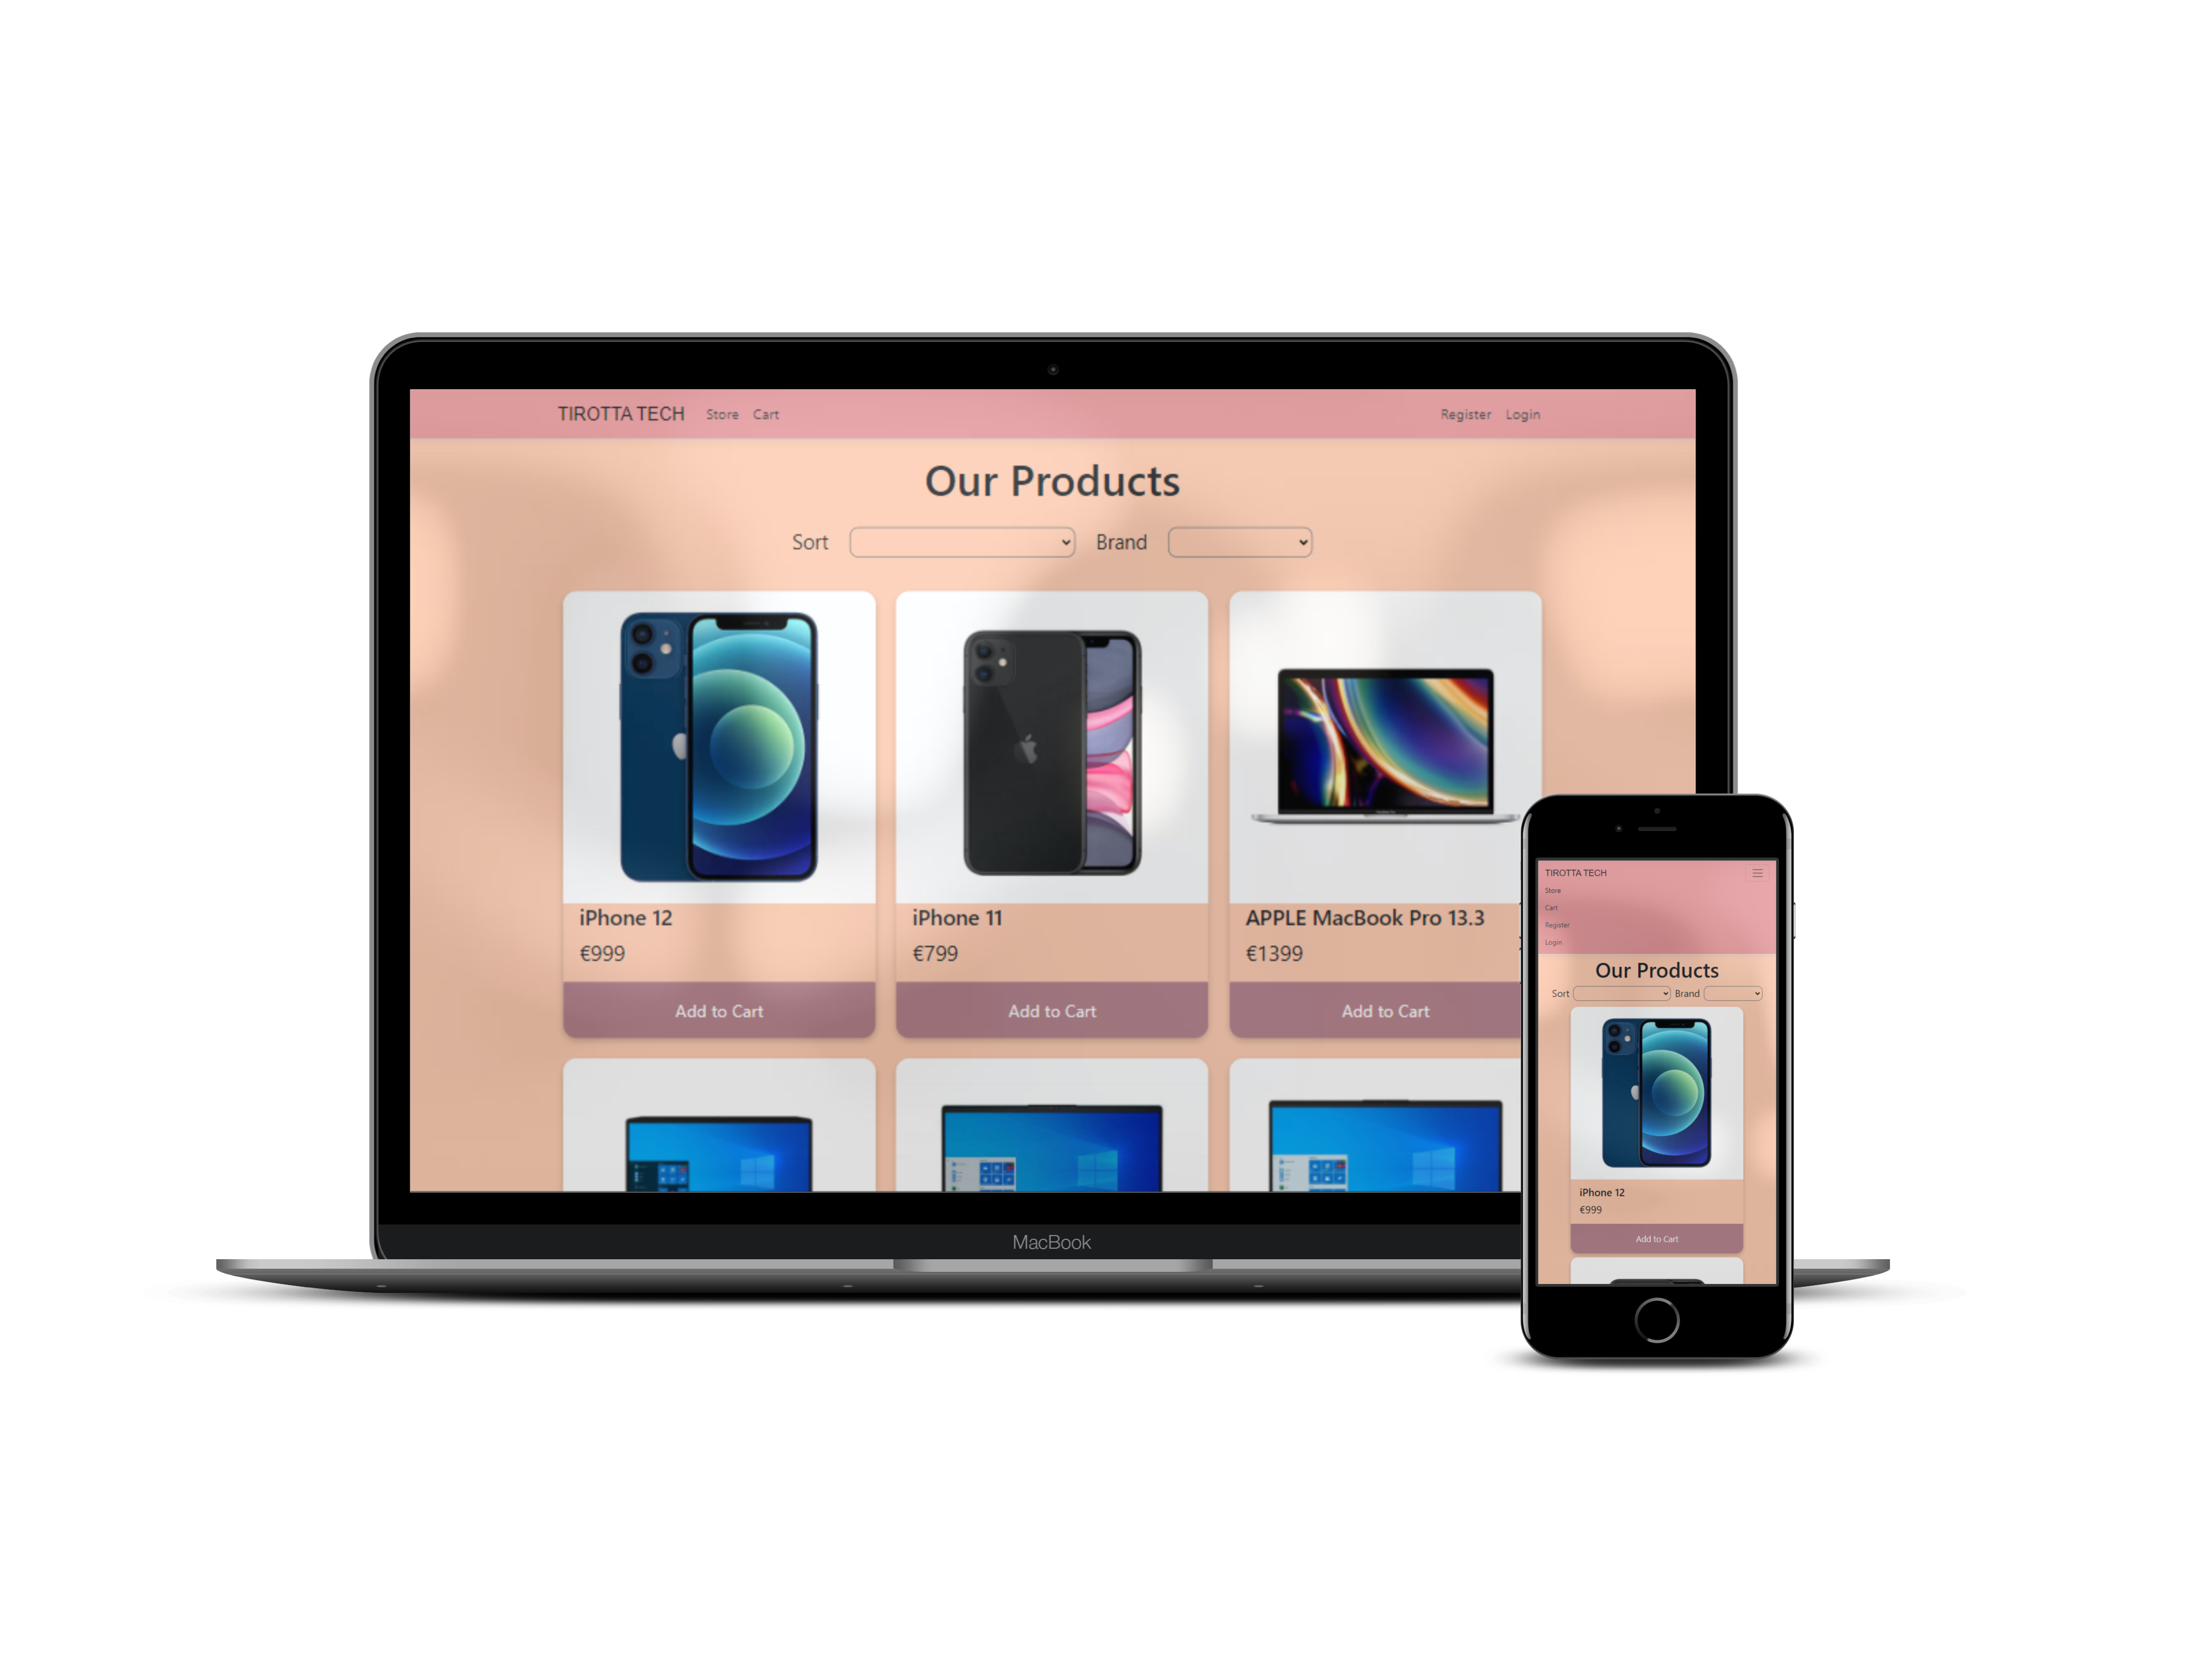 TIROTTA TECH Store Cart Register Login
Our Products
Sort Brand
iPhone 12 iPhone 11 APPLE MacBook Pro 13.3
€999 €799 €1399
Add to Cart Add to Cart Add to Cart
MacBook
TIROTTA TECH
Store
Cart
Register
Login
Our Products
Sort Brand
iPhone 12
€999
Add to Cart